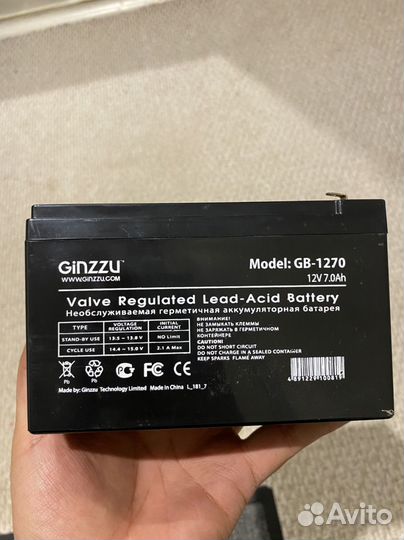 GiNZZU
WWW.GINZZU.COM
Model: GB-1270
12V 7.0Ah
Valve Regulated Lead-Acid Battery
Необслуживаемая герметичная аккумуляторная батарея
TYPE VOLTAGE REGULATION INITIAL CURRENT
STAND-BY USE 13.5 - 13.8 V NO Limit
CYCLE USE 14.4 - 15.0 V 2.1 A Max
ВНИМАНИЕ!
НЕ ЗАМЫКАТЬ КЛЕММЫ
НЕ ЗАРЯЖАТЬ В ГЕРМЕТИЧНОМ
КОНТЕЙНЕРЕ
CAUTION!
DO NOT SHORT CIRCUIT
DO NOT CHARGE IN A SEALED CONTAINER
KEEP SPARKS FLAME AWAY
Pb Pb
Made by: Ginzzu Technology Limited Made in China L_181_7
4 891229 100819
Avito